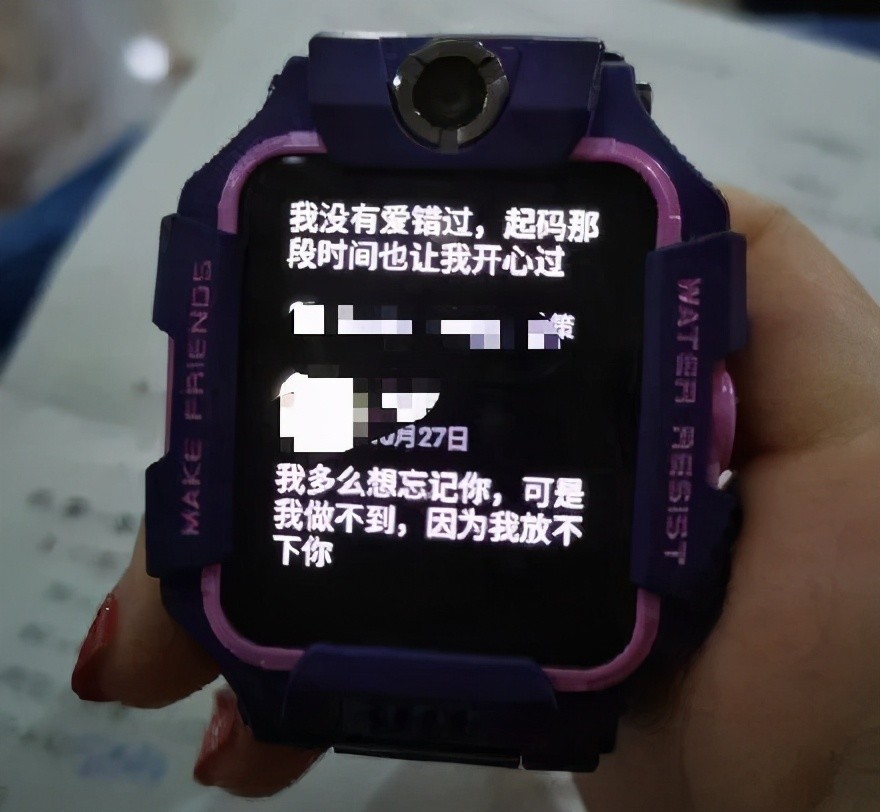 我没有爱错过，起码那
段时间也让我开心过
策
月27日
我多么想忘记你，可是
我做不到，因为我放不
下你
MAKE FRIENDS
WATER RESIST